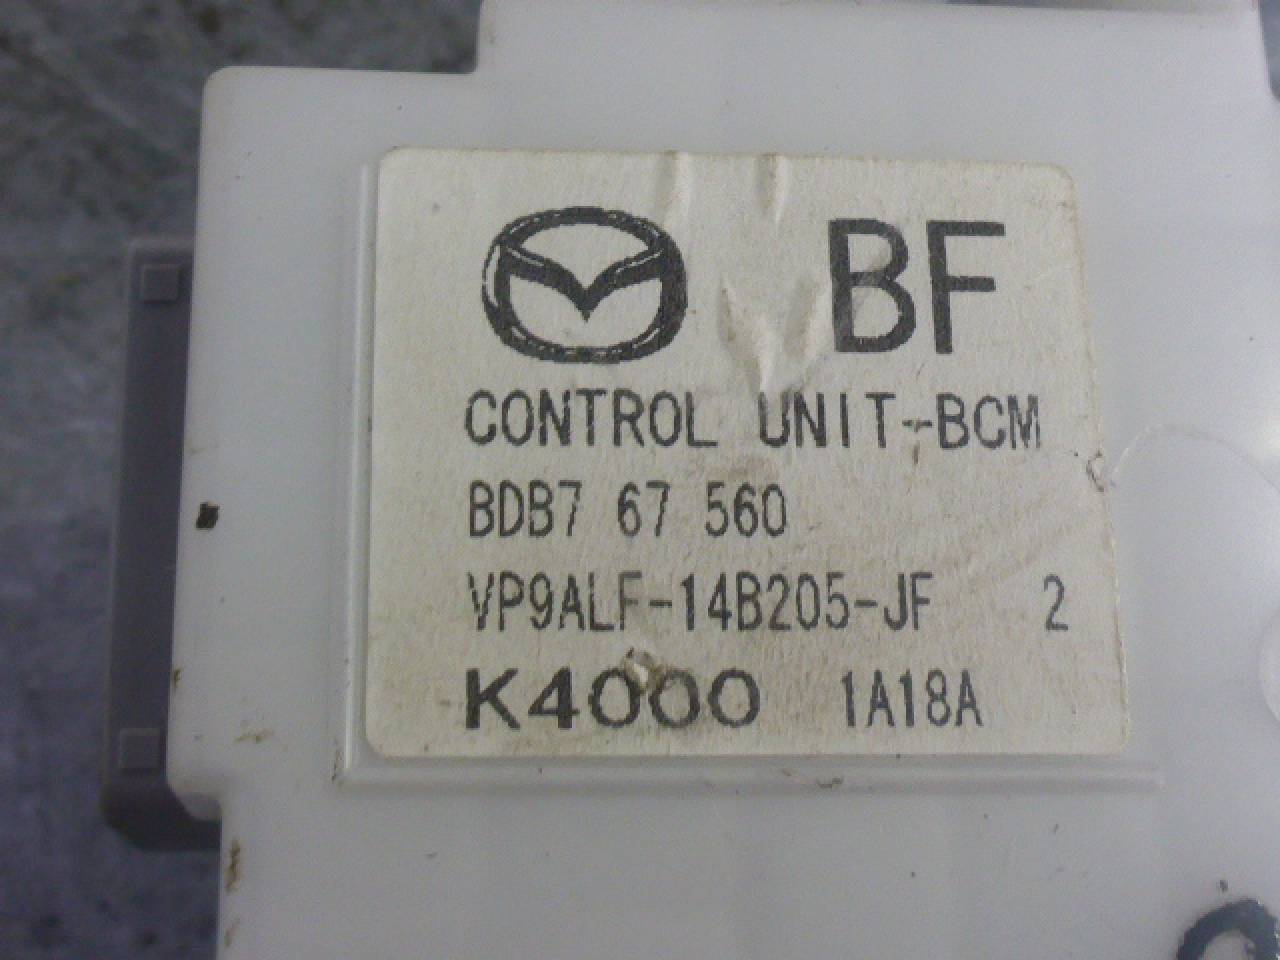 BF
CONTROL UNIT-BCM
BDB7 67 560
VP9ALF-14B205-JF 2
K4000 1A18A